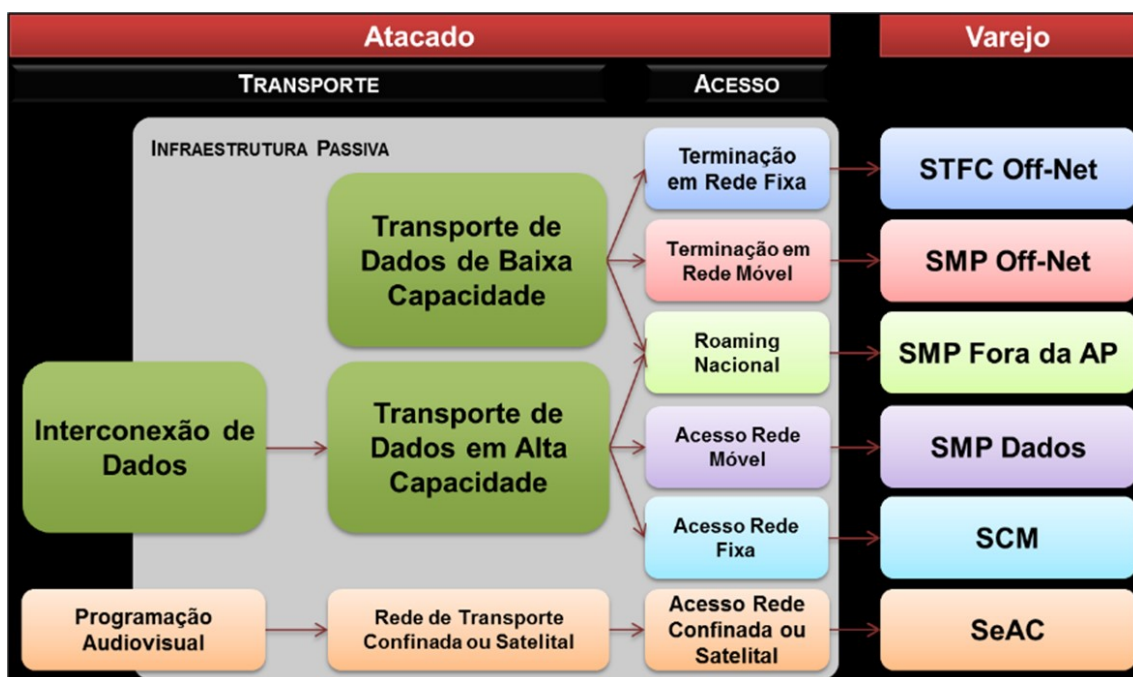 Atacado
Varejo
TRANSPORTE
ACESSO
INFRAESTRUTURA PASSIVA
Transporte de
Dados de Baixa
Capacidade
Terminação
em Rede Fixa
STFC Off-Net
Terminação em
Rede Móvel
SMP Off-Net
Roaming
Nacional
SMP Fora da AP
Interconexão de
Dados
Transporte de
Dados em Alta
Capacidade
Acesso Rede
Móvel
SMP Dados
Acesso Rede
Fixa
SCM
Programação
Audiovisual
Rede de Transporte
Confinada ou Satelital
Acesso Rede
Confinada ou
Satelital
SeAC